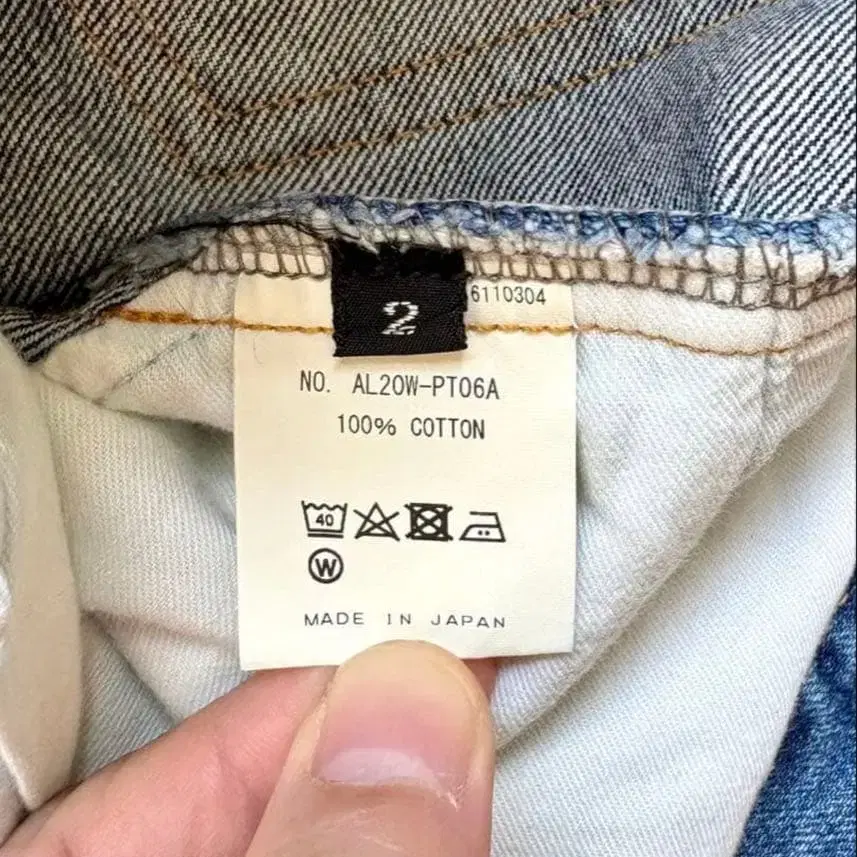 6110304
2
NO. AL20W-PT06A
100% COTTON
40
W
MADE IN JAPAN